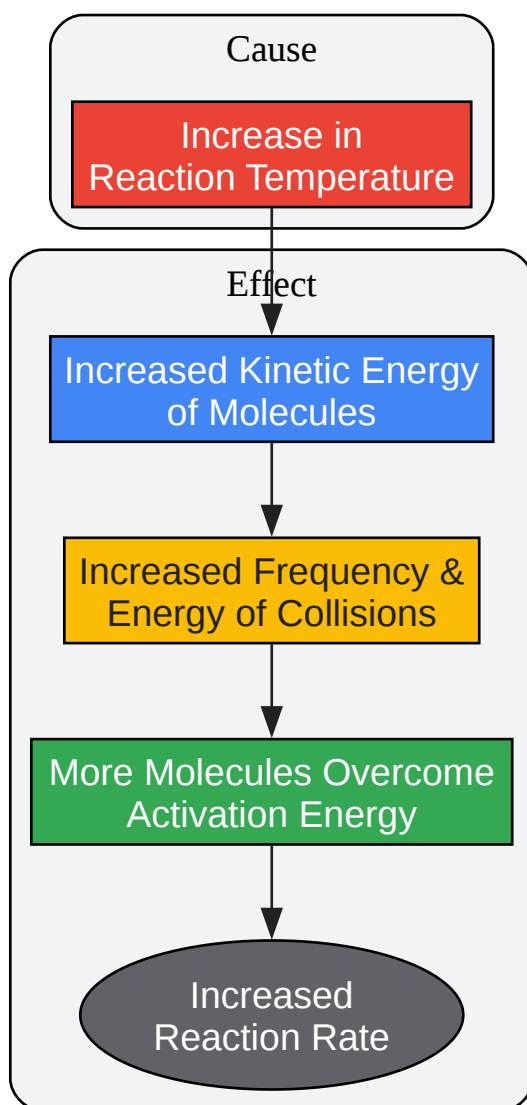 Cause
Increase in
Reaction Temperature
Effect
Increased Kinetic Energy
of Molecules
Increased Frequency &
Energy of Collisions
More Molecules Overcome
Activation Energy
Increased
Reaction Rate